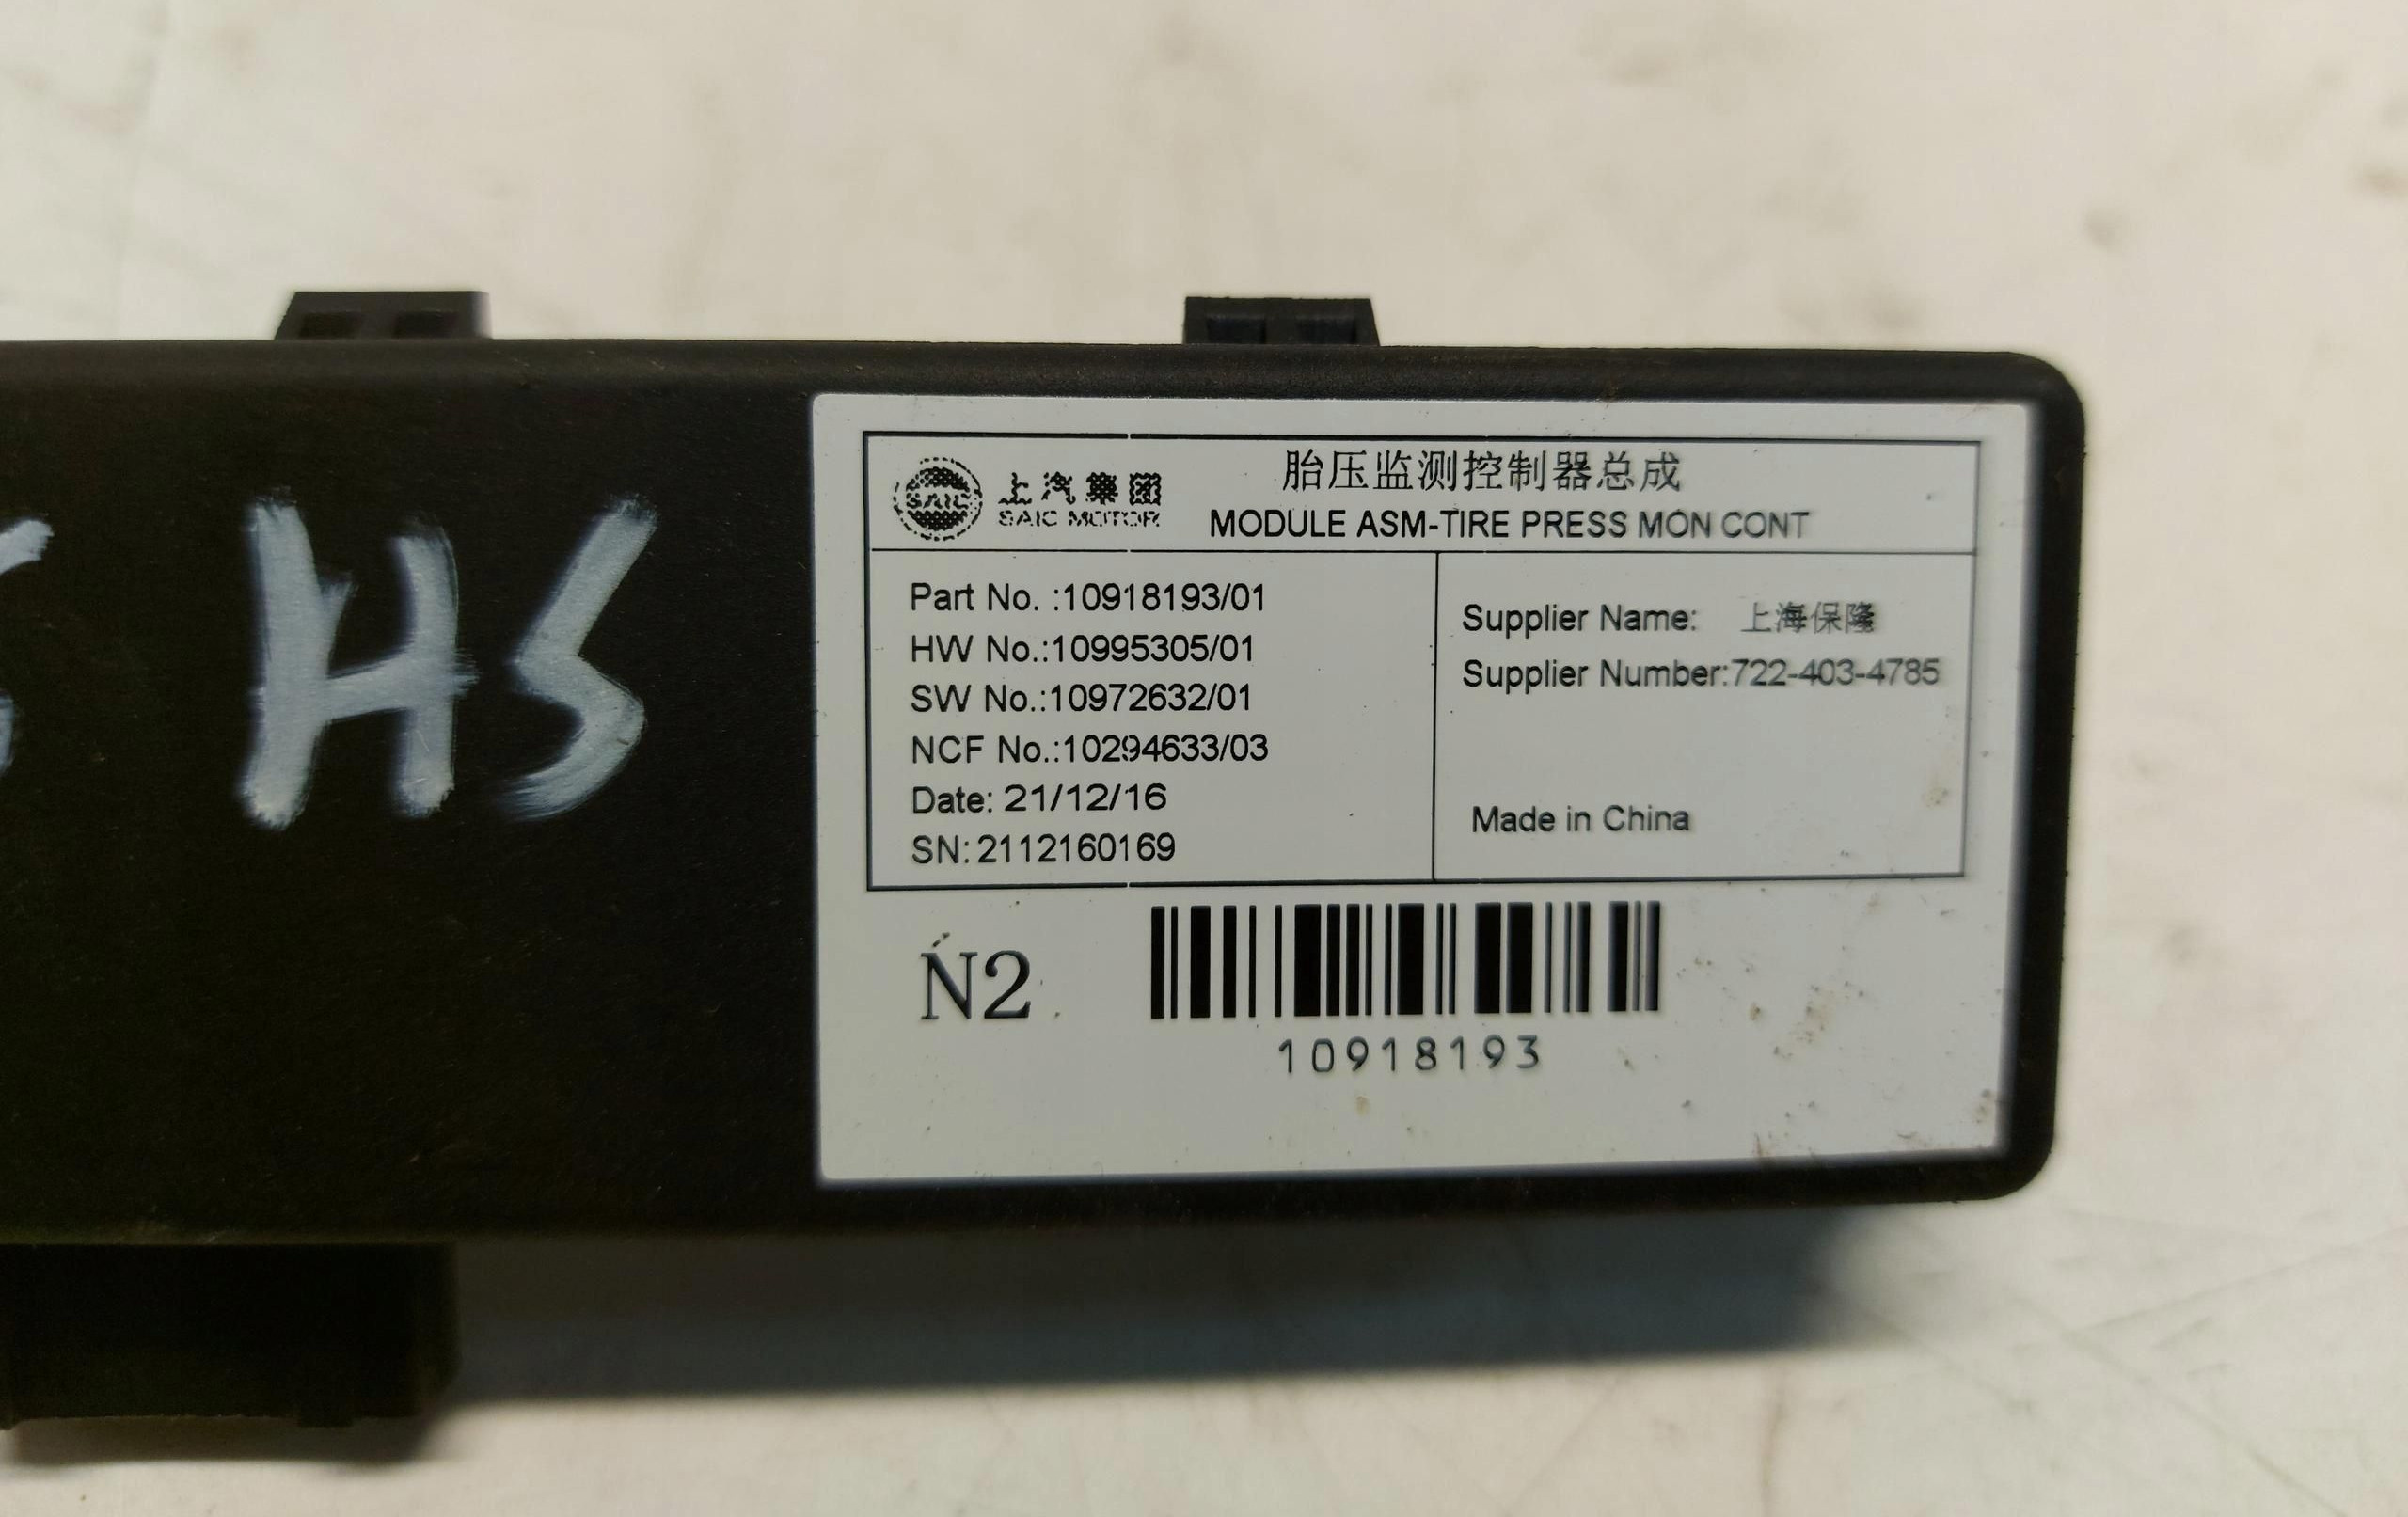 HS
SAIC
上汽集团
SAIC MOTOR
胎压监测控制器总成
MODULE ASM-TIRE PRESS MON CONT
Part No. :10918193/01
HW No.:10995305/01
SW No.:10972632/01
NCF No.:10294633/03
Date: 21/12/16
SN:2112160169
Supplier Name: 上海保隆
Supplier Number:722-403-4785
Made in China
N2
10918193